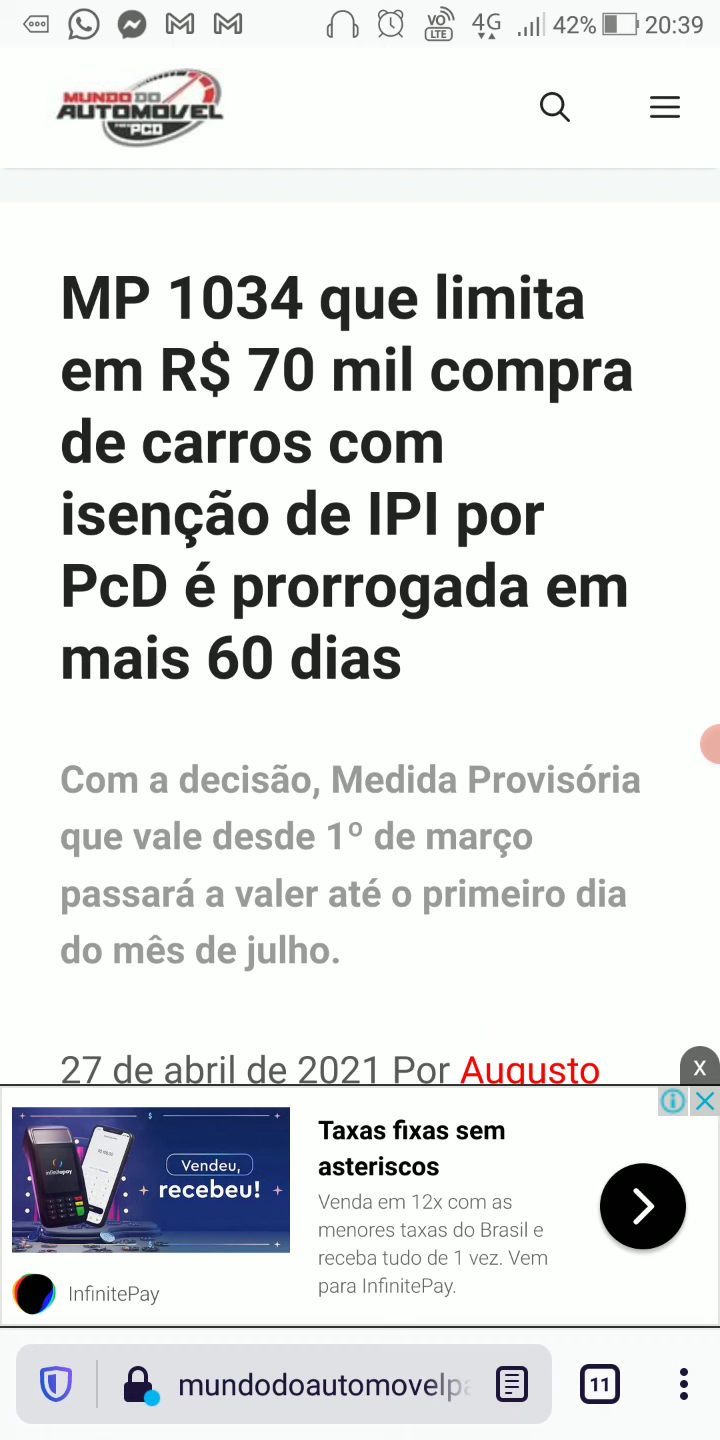 VO LTE 4G 42% 20:39
MUNDO DO
AUTOMOVEL
PCD
MP 1034 que limita
em R$ 70 mil compra
de carros com
isenção de IPI por
PcD é prorrogada em
mais 60 dias
Com a decisão, Medida Provisória
que vale desde 1º de março
passará a valer até o primeiro dia
do mês de julho.
27 de abril de 2021 Por Augusto
x
Vendeu,
recebeu!
infinitepay
Taxas fixas sem
asteriscos
Venda em 12x com as
menores taxas do Brasil e
receba tudo de 1 vez. Vem
para InfinitePay.
InfinitePay
mundodoautomovelpa
11